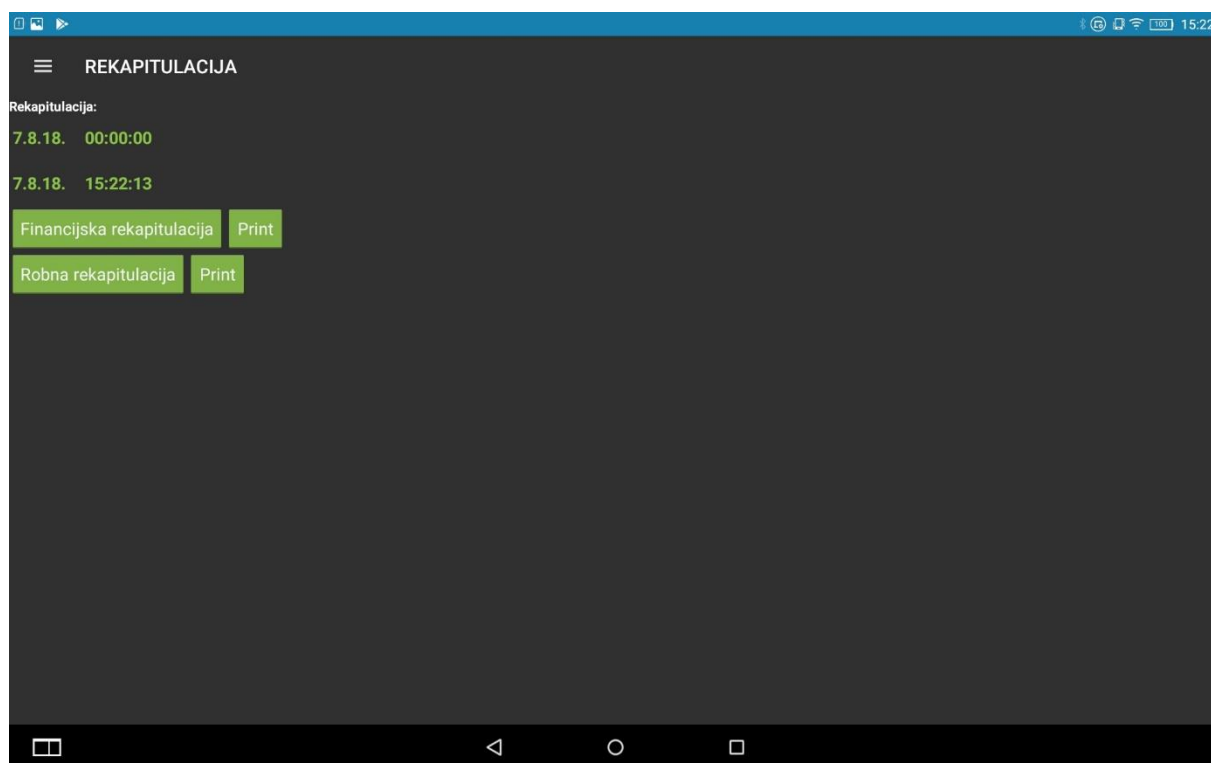 100 15:22
REKAPITULACIJA
Rekapitulacija:
7.8.18. 00:00:00
7.8.18. 15:22:13
Financijska rekapitulacija Print
Robna rekapitulacija Print